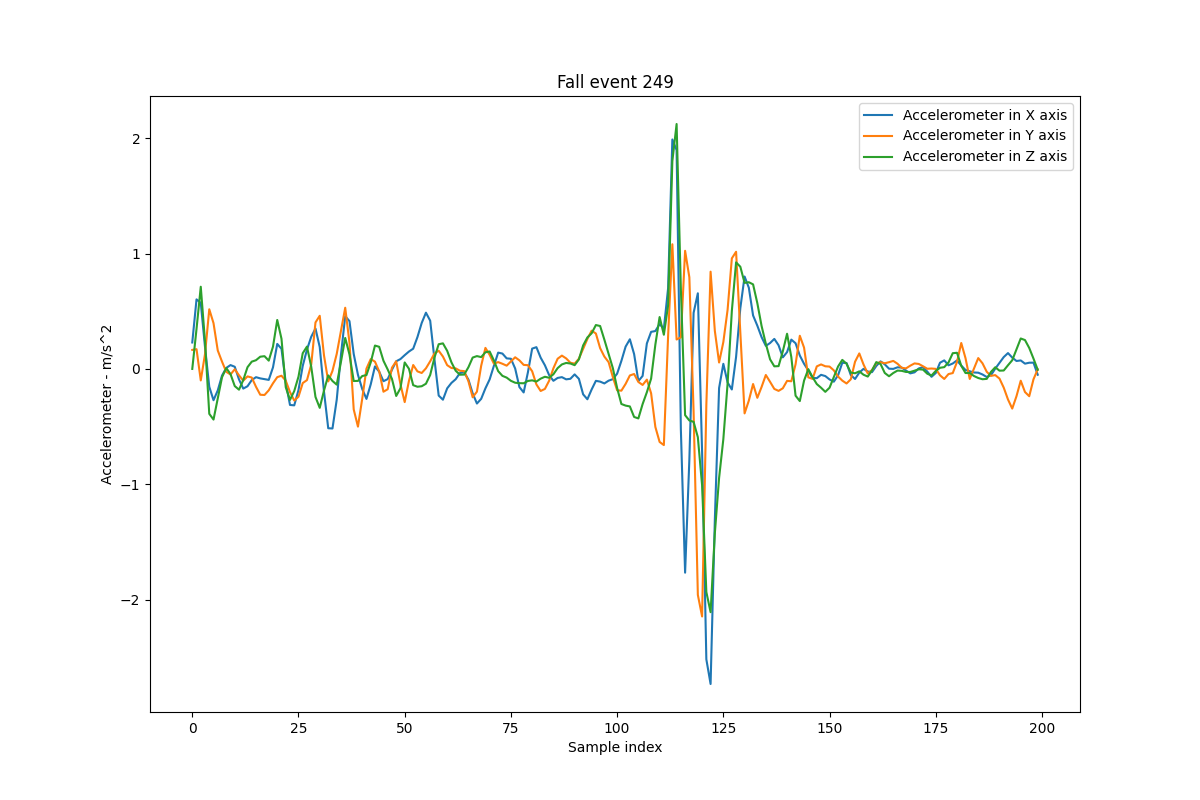 Fall event 249
Accelerometer in X axis
Accelerometer in Y axis
Accelerometer in Z axis
2
1
0
−1
−2
Accelerometer - m/s^2
0 25 50 75 100 125 150 175 200
Sample index